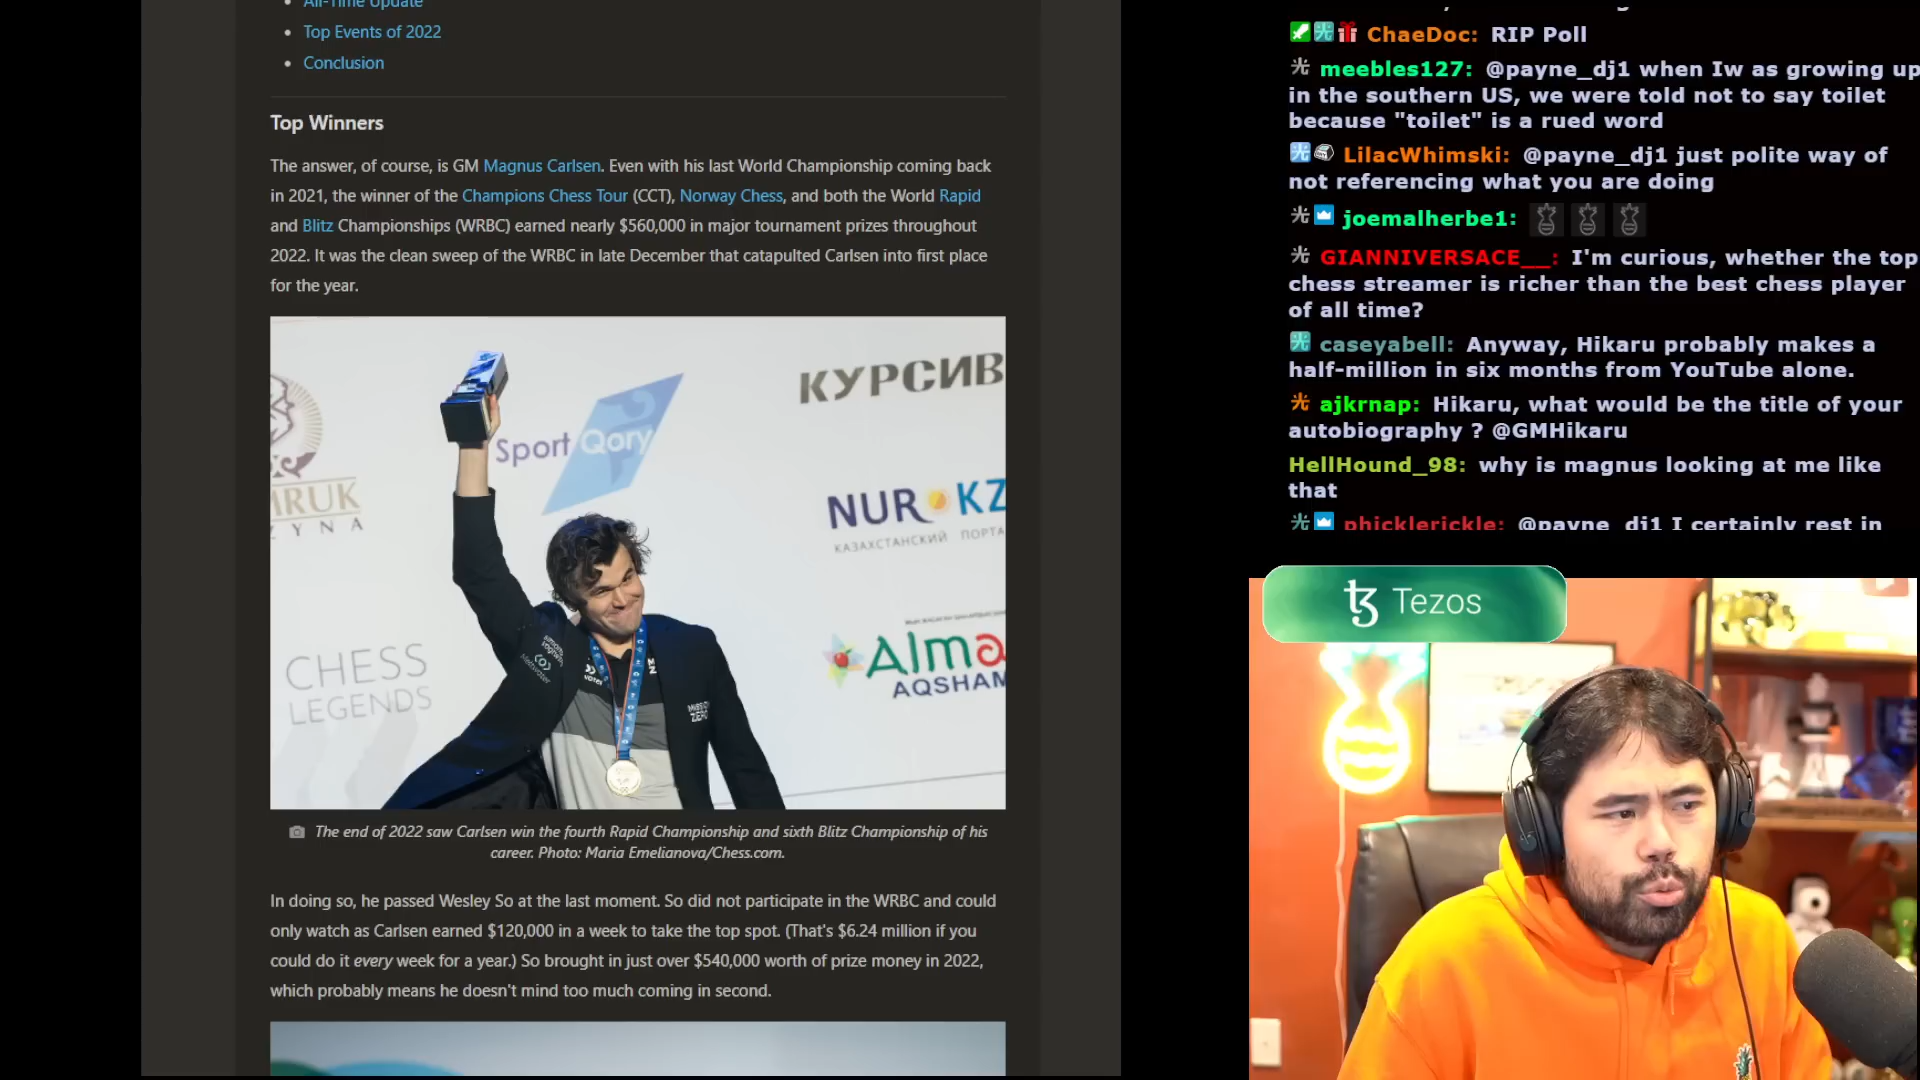 All-Time Update
Top Events of 2022
Conclusion
Top Winners
The answer, of course, is GM Magnus Carlsen. Even with his last World Championship coming back
in 2021, the winner of the Champions Chess Tour (CCT), Norway Chess, and both the World Rapid
and Blitz Championships (WRBC) earned nearly $560,000 in major tournament prizes throughout
2022. It was the clean sweep of the WRBC in late December that catapulted Carlsen into first place
for the year.
КУРСИВ
Sport Qory
MRUK
ZYNA
NUR KZ
КАЗАХСТАНСКИЙ ПОРТА
CHESS
LEGENDS
Alma
AQSHAM
MISSION
ZERO
The end of 2022 saw Carlsen win the fourth Rapid Championship and sixth Blitz Championship of his
career. Photo: Maria Emelianova/Chess.com.
In doing so, he passed Wesley So at the last moment. So did not participate in the WRBC and could
only watch as Carlsen earned $120,000 in a week to take the top spot. (That's $6.24 million if you
could do it every week for a year.) So brought in just over $540,000 worth of prize money in 2022,
which probably means he doesn't mind too much coming in second.
ChaeDoc: RIP Poll
meebles127: @payne_dj1 when Iw as growing up
in the southern US, we were told not to say toilet
because "toilet" is a rued word
LilacWhimski: @payne_dj1 just polite way of
not referencing what you are doing
joemalherbe1:
GIANNIVERSACE__: I'm curious, whether the top
chess streamer is richer than the best chess player
of all time?
caseyabell: Anyway, Hikaru probably makes a
half-million in six months from YouTube alone.
ajkrnap: Hikaru, what would be the title of your
autobiography ? @GMHikaru
HellHound_98: why is magnus looking at me like
that
phicklerickle: @payne_dj1 I certainly rest in
Tezos